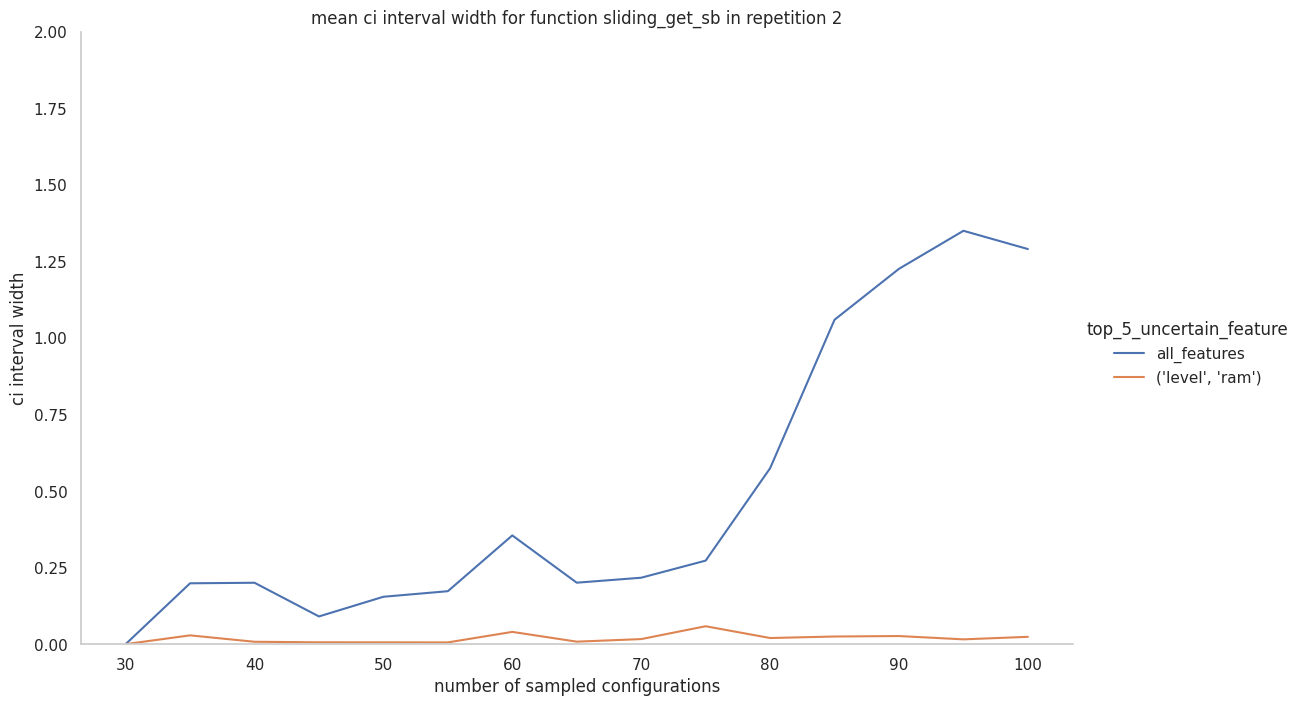 mean ci interval width for function sliding_get_sb in repetition 2
2.00
1.75
1.50
1.25
1.00
0.75
0.50
0.25
0.00
ci interval width
30 40 50 60 70 80 90 100
number of sampled configurations
top_5_uncertain_feature
all_features
('level', 'ram')